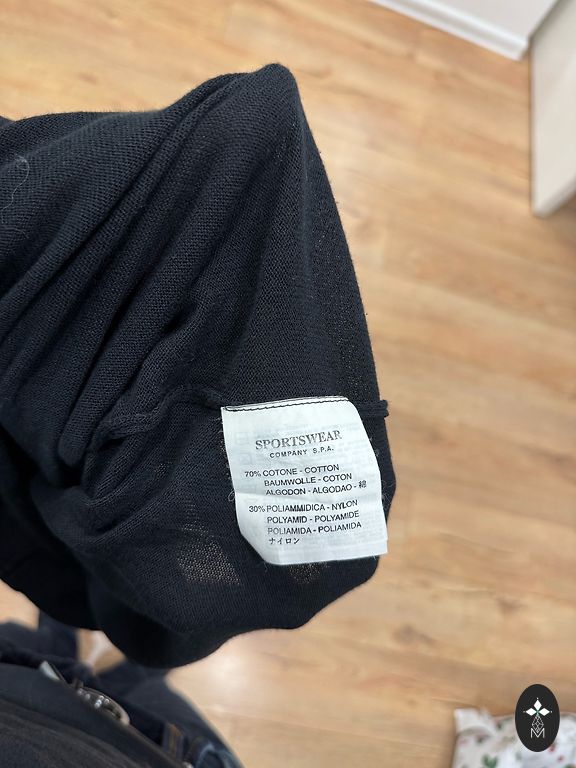 SPORTSWEAR
COMPANY S.P.A.
70% COTONE - COTTON
BAUMWOLLE - COTON
ALGODON - ALGODAO - 綿
30% POLIAMMIDICA - NYLON
POLYAMID - POLYAMIDE
POLIAMIDA - POLIAMIDA
ナイロン
M